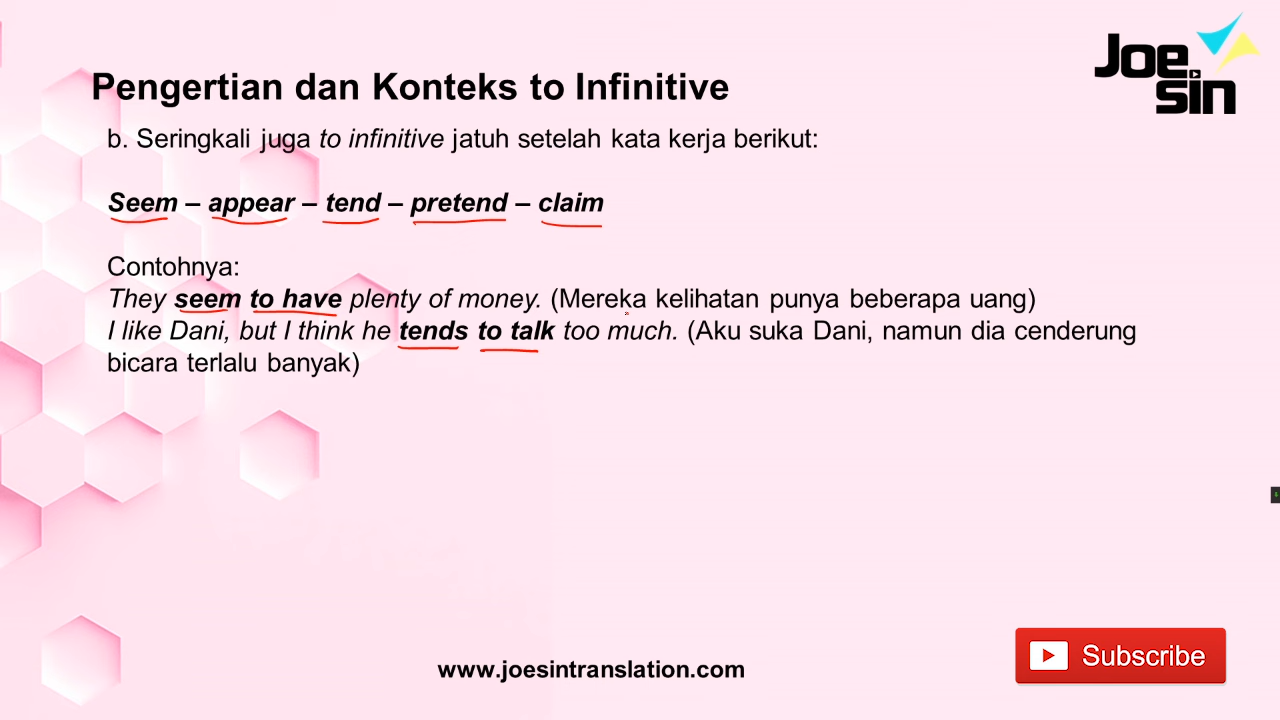 Joe
sin
Pengertian dan Konteks to Infinitive
b. Seringkali juga to infinitive jatuh setelah kata kerja berikut:
Seem – appear – tend – pretend – claim
Contohnya:
They seem to have plenty of money. (Mereka kelihatan punya beberapa uang)
I like Dani, but I think he tends to talk too much. (Aku suka Dani, namun dia cenderung
bicara terlalu banyak)
www.joesintranslation.com
Subscribe